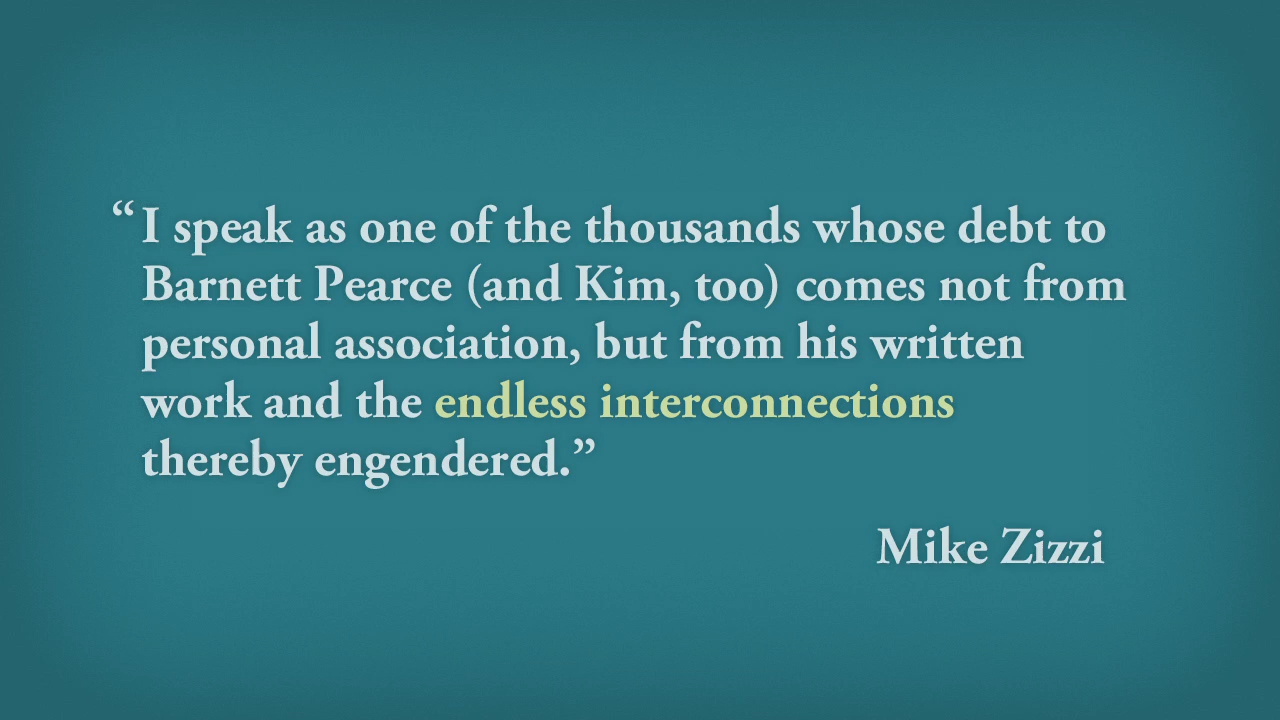 “I speak as one of the thousands whose debt to
Barnett Pearce (and Kim, too) comes not from
personal association, but from his written
work and the endless interconnections
thereby engendered.”
Mike Zizzi